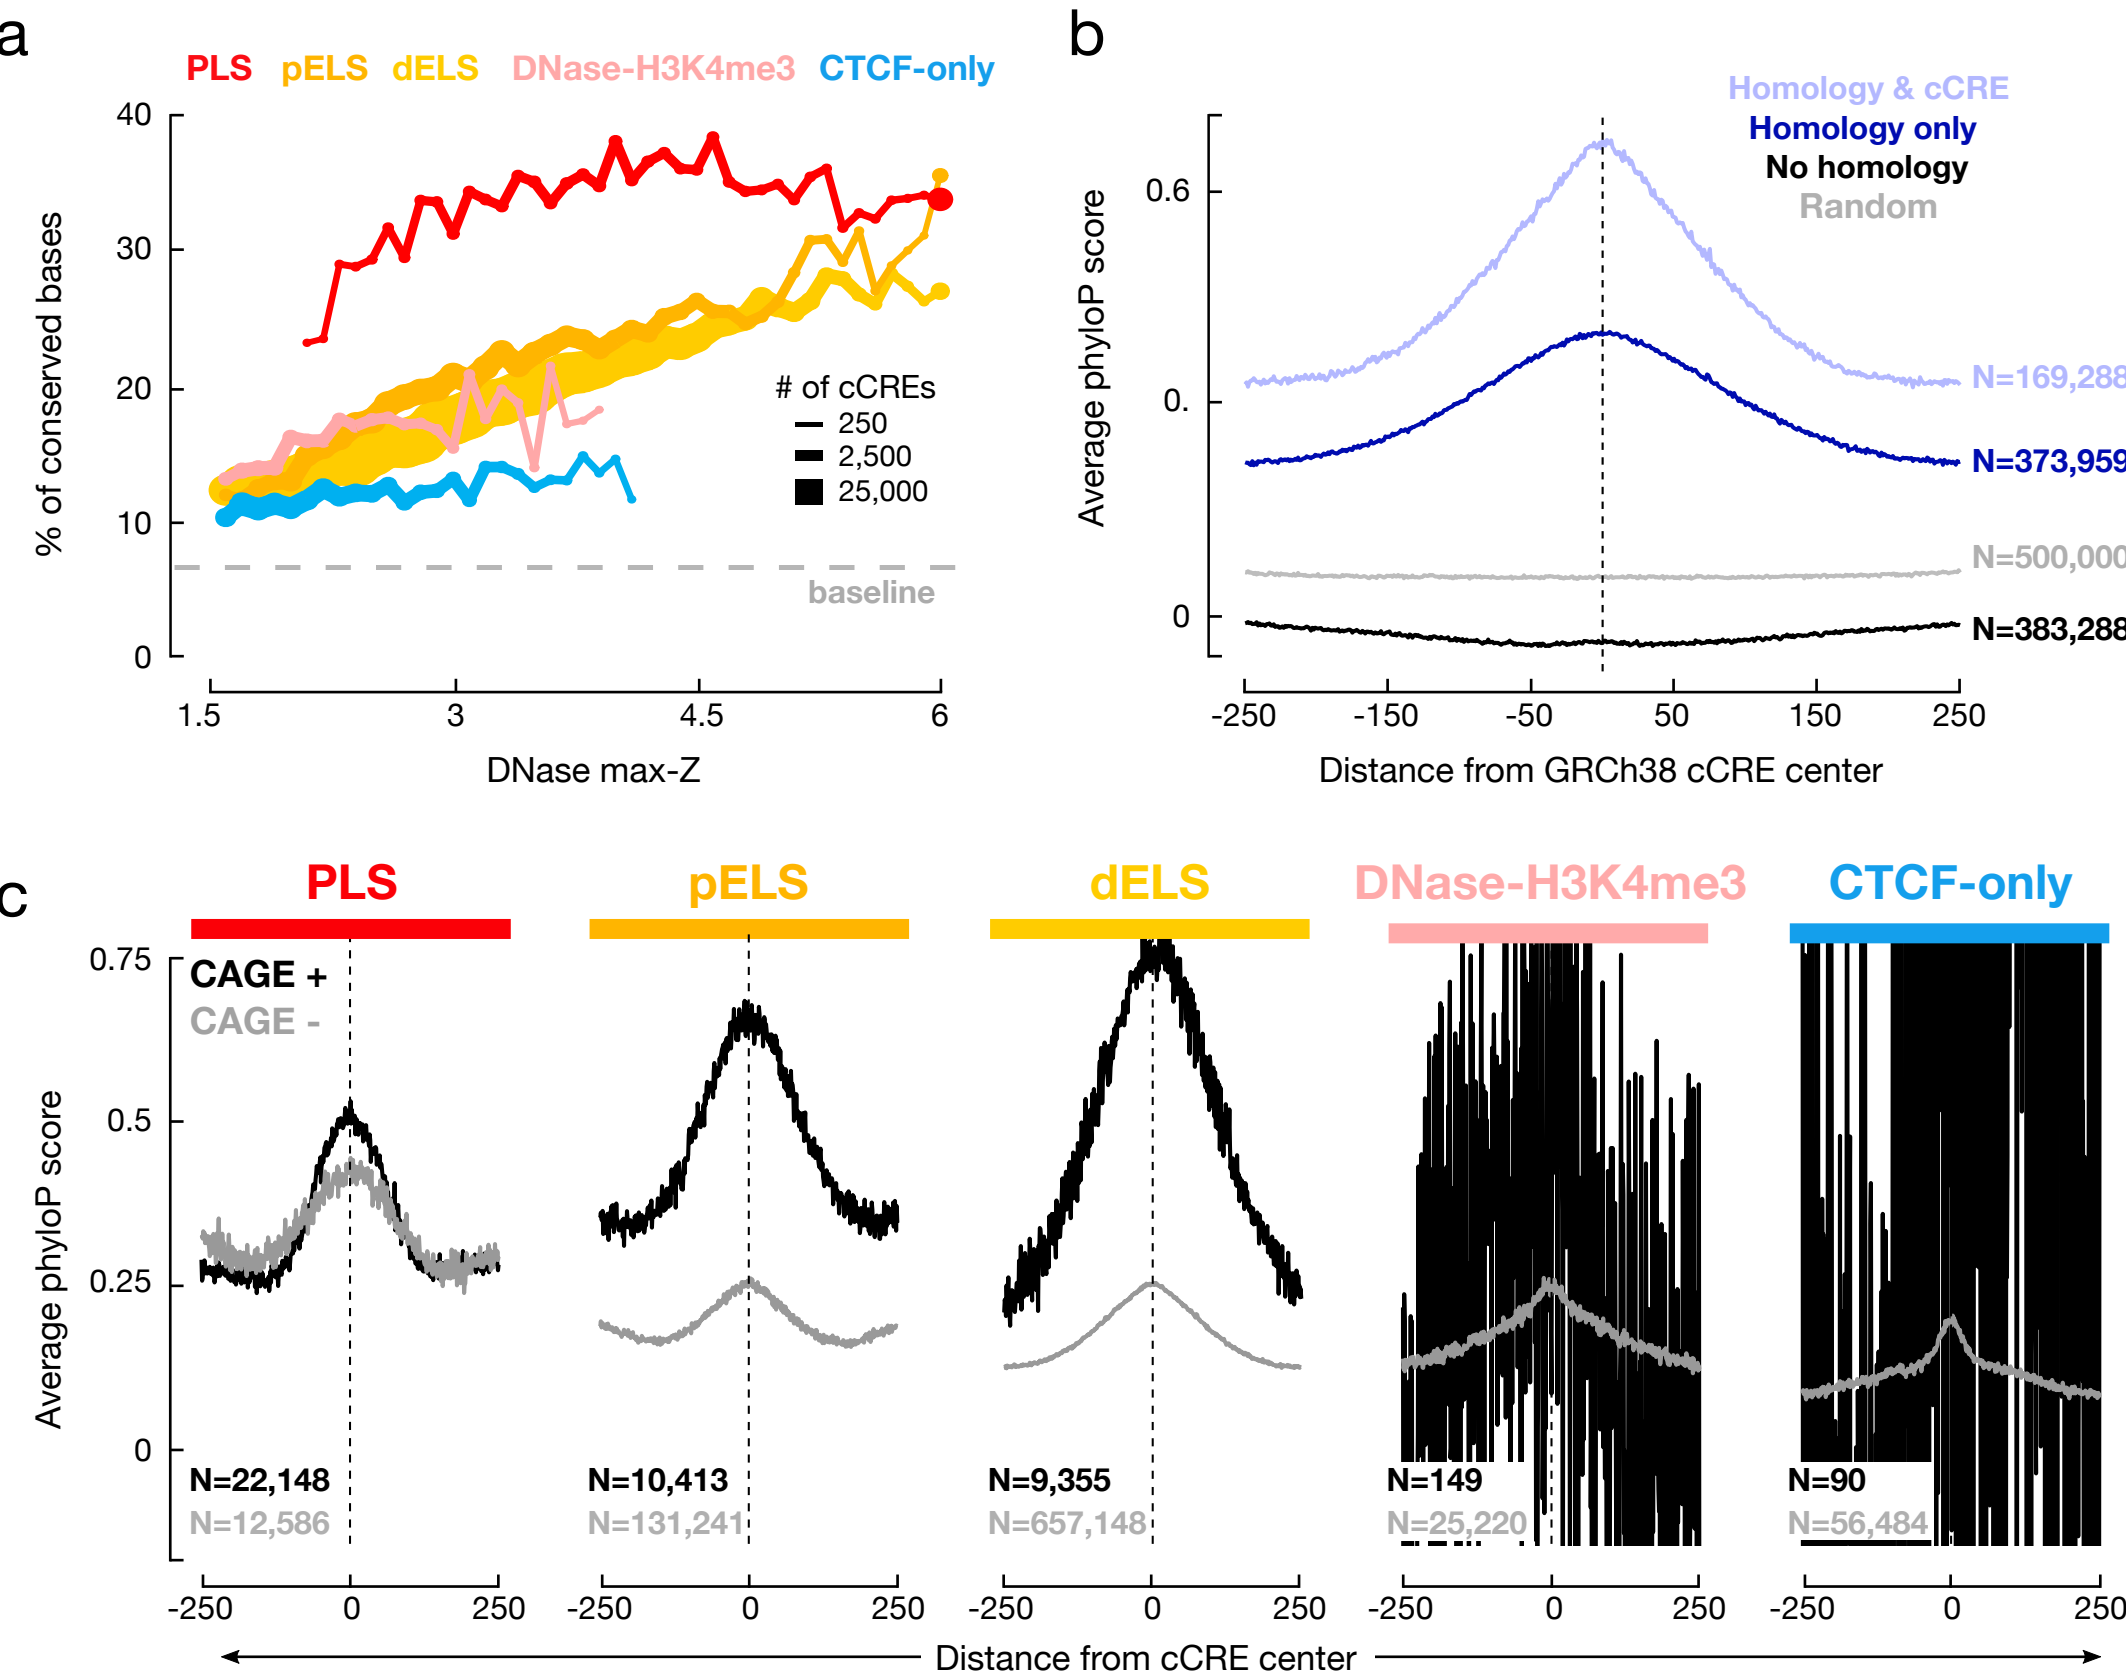 a
PLS pELS dELS DNase-H3K4me3 CTCF-only
40
30
20
10
0
% of conserved bases
# of cCREs
250
2,500
25,000
baseline
1.5 3 4.5 6
DNase max-Z
b
Homology & cCRE
Homology only
No homology
Random
0.6
0.
0
Average phyloP score
N=169,288
N=373,959
N=500,000
N=383,288
-250 -150 -50 50 150 250
Distance from GRCh38 cCRE center
c
PLS pELS dELS DNase-H3K4me3 CTCF-only
0.75
0.5
0.25
0
Average phyloP score
CAGE +
CAGE -
N=22,148
N=12,586
N=10,413
N=131,241
N=9,355
N=657,148
N=149
N=25,220
N=90
N=56,484
-250 0 250 -250 0 250 -250 0 250 -250 0 250 -250 0 250
Distance from cCRE center